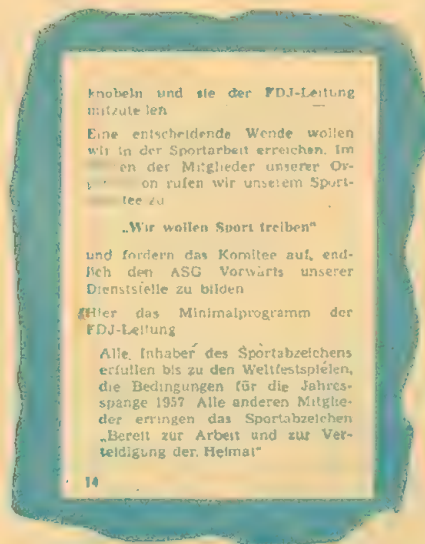 knobeln und sie der FDJ-Leitung
mitzuteilen
Eine entscheidende Wende wollen
wir in der Sportarbeit erreichen. Im
en der Mitglieder unserer Or-
on rufen wir unserem Sport-
tee zu
„Wir wollen Sport treiben"
und fordern das Komitee auf, end-
lich den ASG Vorwärts unserer
Dienststelle zu bilden
Hier das Minimalprogramm der
FDJ-Leitung
Alle Inhaber des Sportabzeichens
erfüllen bis zu den Weltfestspielen,
die Bedingungen für die Jahres-
spange 1957 Alle anderen Mitglie-
der erringen das Sportabzeichen
„Bereit zur Arbeit und zur Ver-
teidigung der Heimat"
14